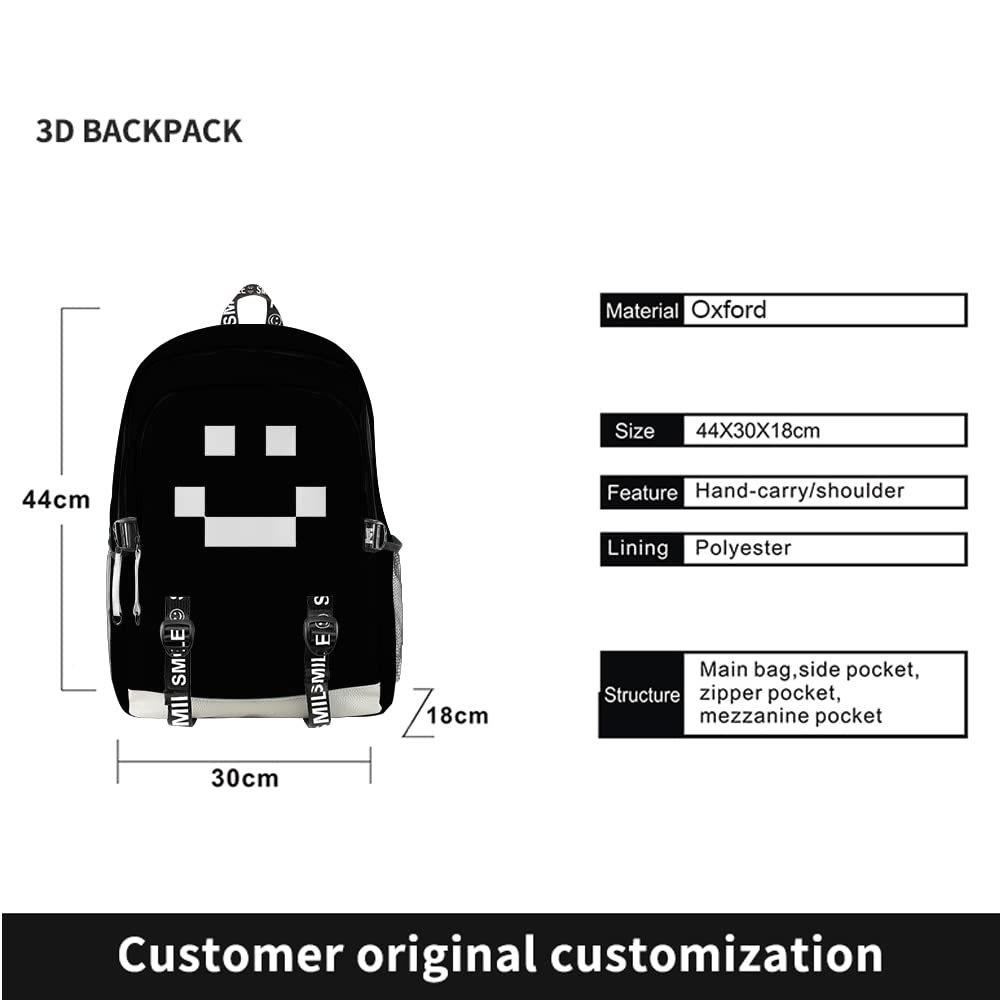 3D BACKPACK
SMILE
SMILE
44cm
30cm
18cm
Material Oxford
Size 44X30X18cm
Feature Hand-carry/shoulder
Lining Polyester
Structure Main bag,side pocket,
zipper pocket,
mezzanine pocket
Customer original customization